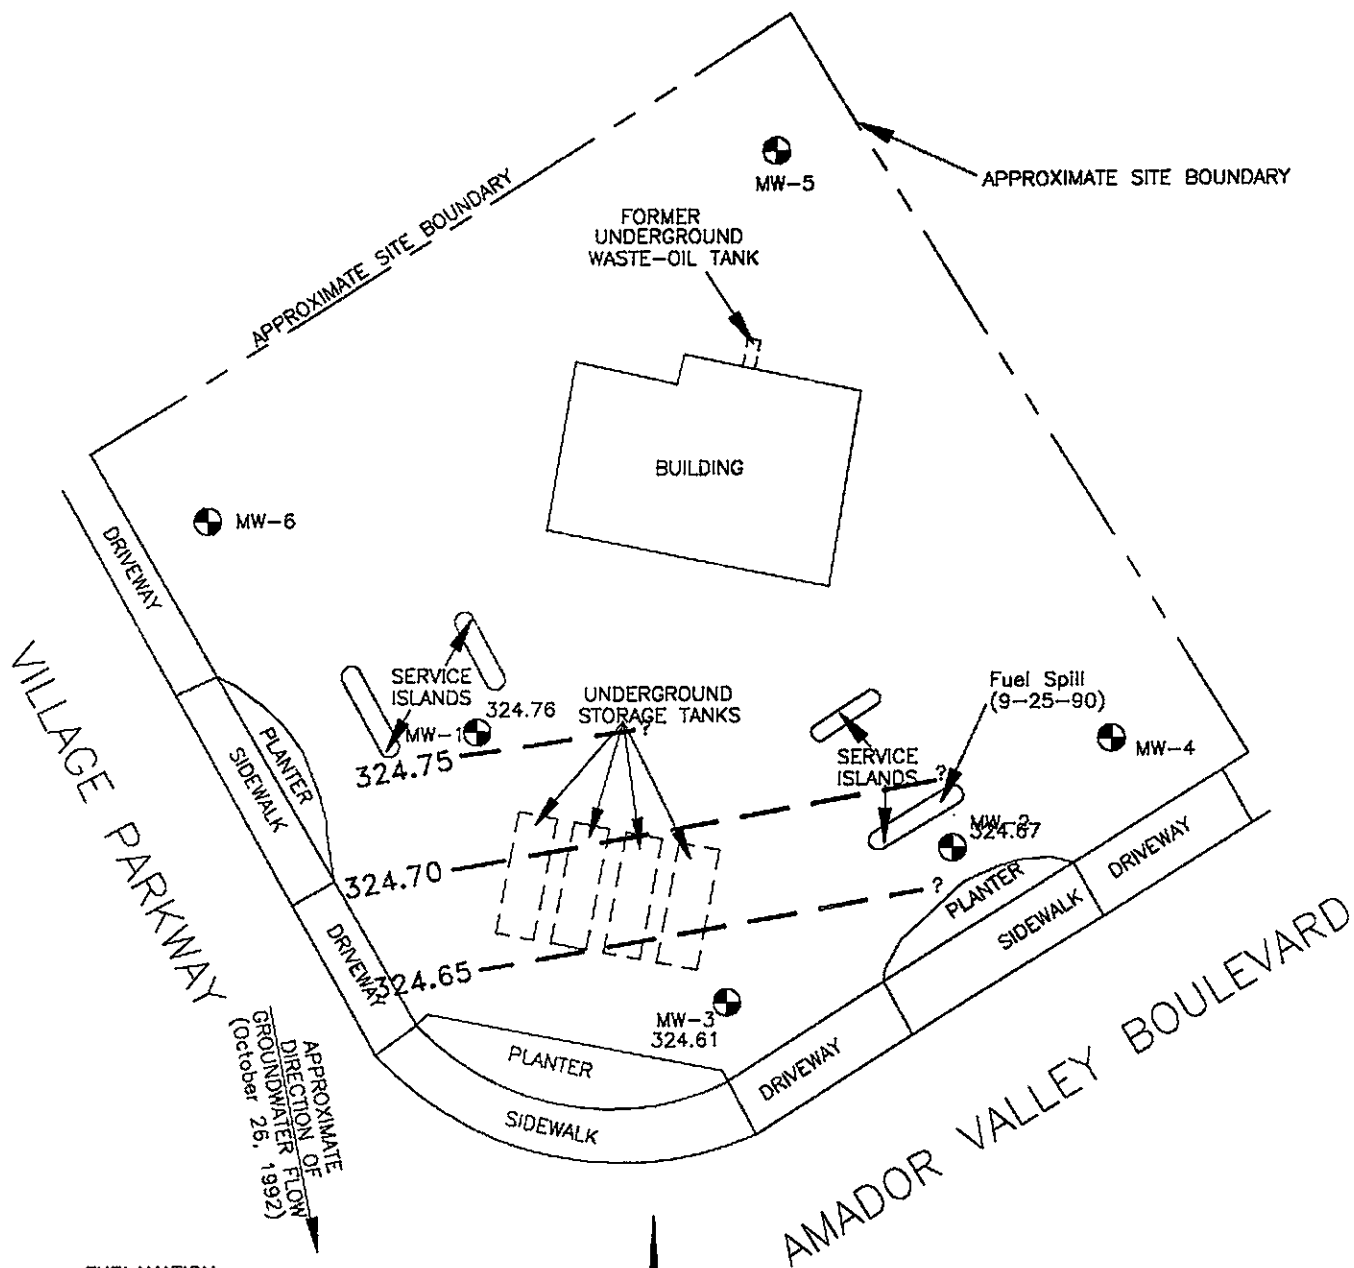 MW-5
APPROXIMATE SITE BOUNDARY
APPROXIMATE SITE BOUNDARY
FORMER
UNDERGROUND
WASTE-OIL TANK
BUILDING
MW-6
DRIVEWAY
VILLAGE PARKWAY
SIDEWALK
PLANTER
SERVICE
ISLANDS
324.76
MW-1
UNDERGROUND
STORAGE TANKS
?
324.75
Fuel Spill
(9-25-90)
MW-4
SERVICE
ISLANDS
?
MW-2
324.67
324.70
?
PLANTER
SIDEWALK
DRIVEWAY
DRIVEWAY
324.65
MW-3
324.61
PLANTER
SIDEWALK
DRIVEWAY
AMADOR VALLEY BOULEVARD
APPROXIMATE
DIRECTION OF
GROUNDWATER FLOW
(October 26, 1992)